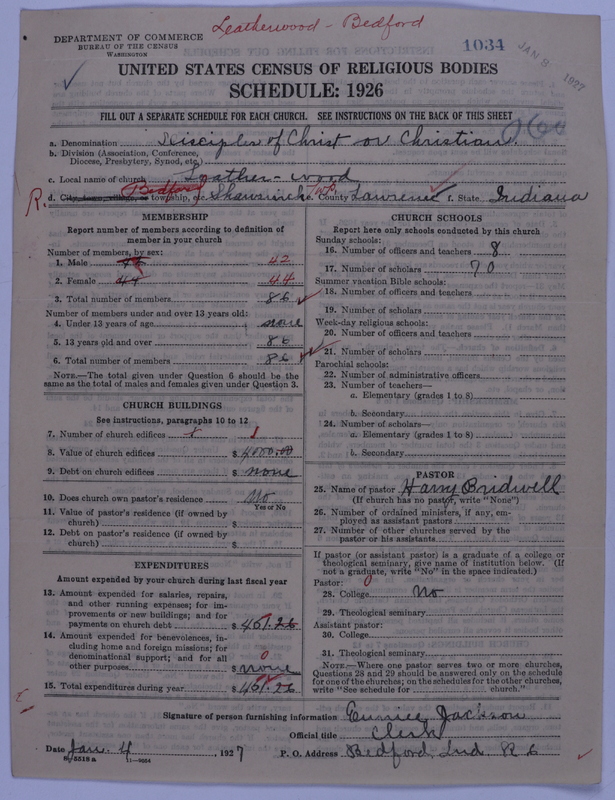 Leatherwood - Bedford
DEPARTMENT OF COMMERCE
BUREAU OF THE CENSUS
WASHINGTON
1034
JAN 8 1927
UNITED STATES CENSUS OF RELIGIOUS BODIES
SCHEDULE: 1926
FILL OUT A SEPARATE SCHEDULE FOR EACH CHURCH. SEE INSTRUCTIONS ON THE BACK OF THIS SHEET
a. Denomination Disciples of Christ or Christian.
b. Division (Association, Conference,
Diocese, Presbytery, Synod, etc.)
c. Local name of church Leather-wood
R. d. City, town, village, or township, etc. Bedford Shawswick e. County Lawrence f. State Indiana
MEMBERSHIP
Report number of members according to definition of
member in your church
Number of members, by sex:
1. Male 42
2. Female 44 44
3. Total number of members 86
Number of members under and over 13 years old:
4. Under 13 years of age none
5. 13 years old and over 86
6. Total number of members 86
NOTE.—The total given under Question 6 should be the
same as the total of males and females given under Question 3.
CHURCH BUILDINGS
See instructions, paragraphs 10 to 12
7. Number of church edifices 1
8. Value of church edifices $ 4000.00
9. Debt on church edifices $ none
10. Does church own pastor's residence No
Yes or No
11. Value of pastor's residence (if owned by
church) $
12. Debt on pastor's residence (if owned by
church) $
EXPENDITURES
Amount expended by your church during last fiscal year
13. Amount expended for salaries, repairs,
and other running expenses; for im-
provements or new buildings; and for
payments on church debt $ 461.26
14. Amount expended for benevolences, in-
cluding home and foreign missions; for
denominational support; and for all
other purposes 0 $ none
15. Total expenditures during year $ 461.26
CHURCH SCHOOLS
Report here only schools conducted by this church
Sunday schools:
16. Number of officers and teachers 8
17. Number of scholars 70
Summer vacation Bible schools:
18. Number of officers and teachers
19. Number of scholars
Week-day religious schools:
20. Number of officers and teachers
21. Number of scholars
Parochial schools:
22. Number of administrative officers
23. Number of teachers—
a. Elementary (grades 1 to 8)
b. Secondary
24. Number of scholars—
a. Elementary (grades 1 to 8)
b. Secondary
PASTOR
25. Name of pastor Harry Bridwell
(If church has no pastor, write "None")
26. Number of ordained ministers, if any, em-
ployed as assistant pastors
27. Number of other churches served by the
pastor or his assistants
If pastor (or assistant pastor) is a graduate of a college or
theological seminary, give name of institution below. (If
not a graduate, write "No" in the space indicated.)
Pastor: 0
28. College No
29. Theological seminary
Assistant pastor:
30. College
31. Theological seminary
NOTE.—Where one pastor serves two or more churches,
Questions 28 and 29 should be answered only on the schedule
for one of the churches; on the schedules for the other churches,
write "See schedule for church."
Signature of person furnishing information Eunice Jackson
Official title Clerk
Date Jan. 4 1927 P. O. Address Bedford, Ind. R 6
8-5518 a 11-9004